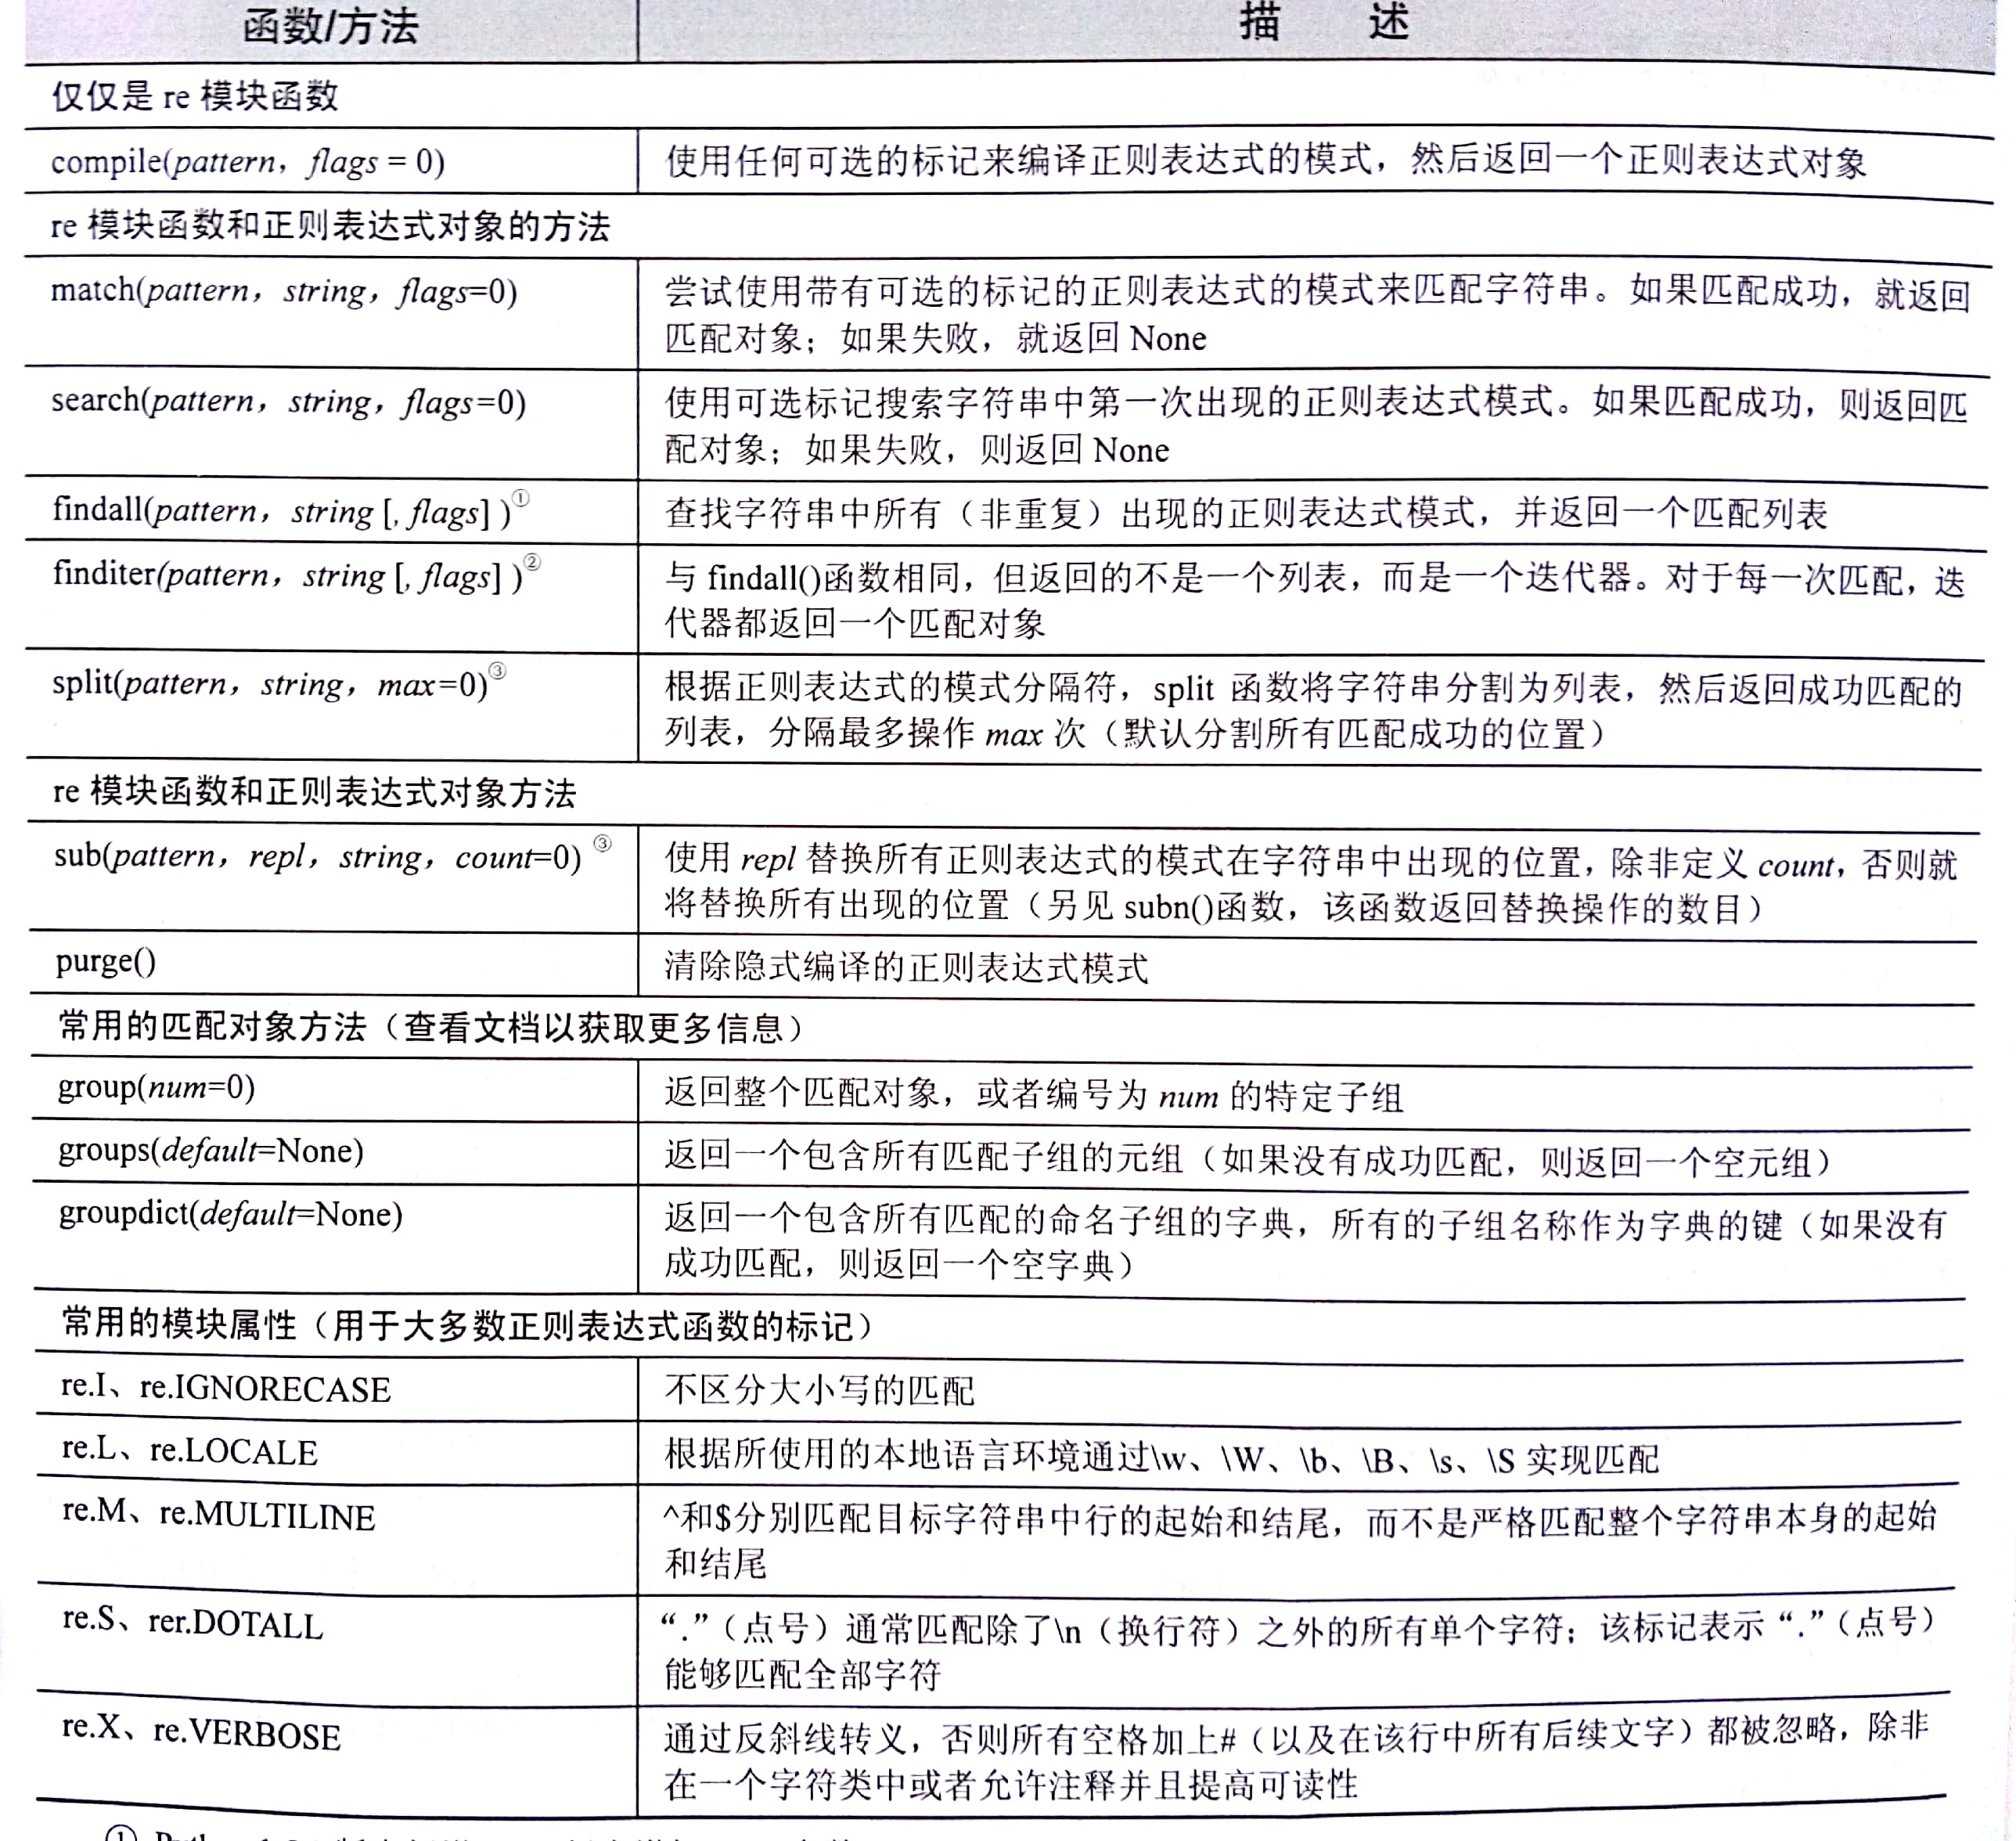 函数/方法 描 述
仅仅是 re 模块函数
compile(pattern, flags = 0) 使用任何可选的标记来编译正则表达式的模式，然后返回一个正则表达式对象
re 模块函数和正则表达式对象的方法
match(pattern，string，flags=0) 尝试使用带有可选的标记的正则表达式的模式来匹配字符串。如果匹配成功，就返回
匹配对象；如果失败，就返回 None
search(pattern，string，flags=0) 使用可选标记搜索字符串中第一次出现的正则表达式模式。如果匹配成功，则返回匹
配对象；如果失败，则返回 None
findall(pattern，string [, flags] )① 查找字符串中所有（非重复）出现的正则表达式模式，并返回一个匹配列表
finditer(pattern，string [, flags] )② 与 findall()函数相同，但返回的不是一个列表，而是一个迭代器。对于每一次匹配，迭
代器都返回一个匹配对象
split(pattern，string，max=0)③ 根据正则表达式的模式分隔符，split 函数将字符串分割为列表，然后返回成功匹配的
列表，分隔最多操作 max 次（默认分割所有匹配成功的位置）
re 模块函数和正则表达式对象方法
sub(pattern，repl，string，count=0) ③ 使用 repl 替换所有正则表达式的模式在字符串中出现的位置，除非定义 count，否则就
将替换所有出现的位置（另见 subn()函数，该函数返回替换操作的数目）
purge() 清除隐式编译的正则表达式模式
常用的匹配对象方法（查看文档以获取更多信息）
group(num=0) 返回整个匹配对象，或者编号为 num 的特定子组
groups(default=None) 返回一个包含所有匹配子组的元组（如果没有成功匹配，则返回一个空元组）
groupdict(default=None) 返回一个包含所有匹配的命名子组的字典，所有的子组名称作为字典的键（如果没有
成功匹配，则返回一个空字典）
常用的模块属性（用于大多数正则表达式函数的标记）
re.I、re.IGNORECASE 不区分大小写的匹配
re.L、re.LOCALE 根据所使用的本地语言环境通过\w、\W、\b、\B、\s、\S 实现匹配
re.M、re.MULTILINE ^和$分别匹配目标字符串中行的起始和结尾，而不是严格匹配整个字符串本身的起始
和结尾
re.S、rer.DOTALL “.”（点号）通常匹配除了\n（换行符）之外的所有单个字符；该标记表示“.”（点号）
能够匹配全部字符
re.X、re.VERBOSE 通过反斜线转义，否则所有空格加上#（以及在该行中所有后续文字）都被忽略，除非
在一个字符类中或者允许注释并且提高可读性